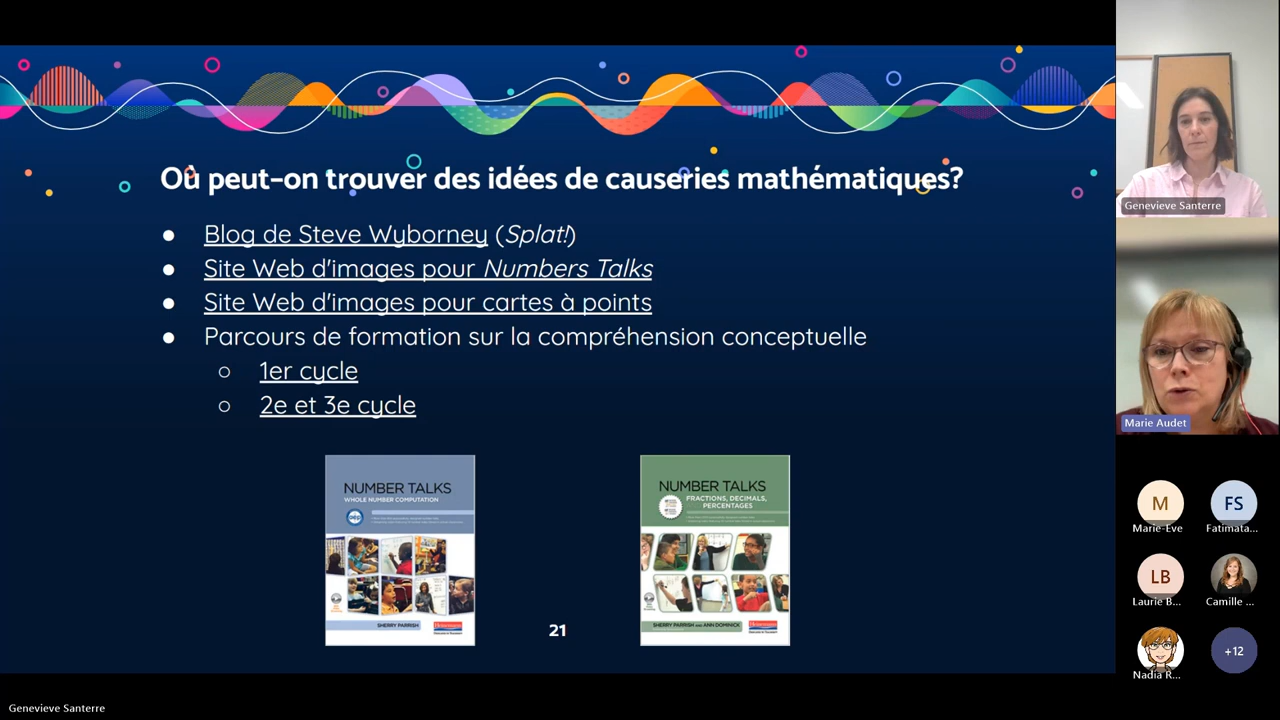 Où peut-on trouver des idées de causeries mathématiques?
● Blog de Steve Wyborney (Splat!)
● Site Web d'images pour Numbers Talks
● Site Web d'images pour cartes à points
● Parcours de formation sur la compréhension conceptuelle
○ 1er cycle
○ 2e et 3e cycle
NUMBER TALKS
WHOLE NUMBER COMPUTATION
SHERRY PARRISH
Heinemann
NUMBER TALKS
FRACTIONS, DECIMALS,
PERCENTAGES
SHERRY PARRISH AND ANN DOMINICK
Heinemann
21
Genevieve Santerre
Marie Audet
M
Marie-Eve
FS
Fatimata...
LB
Laurie B...
Camille ...
Nadia R...
+12
Genevieve Santerre